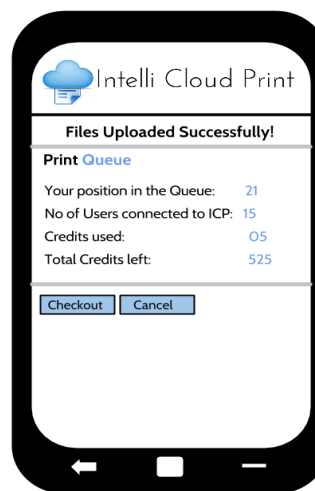 Intelli Cloud Print
Files Uploaded Successfully!
Print Queue
Your position in the Queue: 21
No of Users connected to ICP: 15
Credits used: 05
Total Credits left: 525
Checkout Cancel